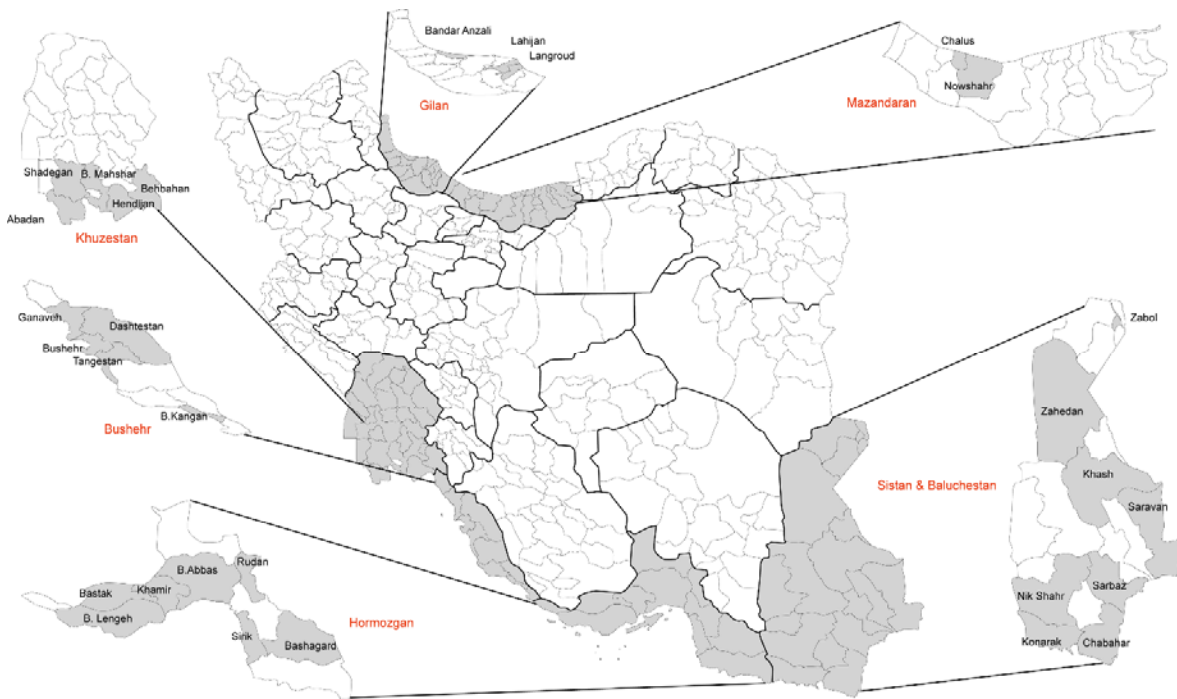 Bandar Anzali
Lahijan
Langroud
Gilan
Chalus
Nowshahr
Mazandaran
Shadegan
B. Mahshar
Behbahan
Hendijan
Abadan
Khuzestan
Ganaveh
Dashtestan
Bushehr
Tangestan
B.Kangan
Bushehr
Zabol
Zahedan
Khash
Saravan
Sistan & Baluchestan
Nik Shahr
Sarbaz
Konarak
Chabahar
B.Abbas
Rudan
Bastak
Khamir
B. Lengeh
Sirik
Bashagard
Hormozgan